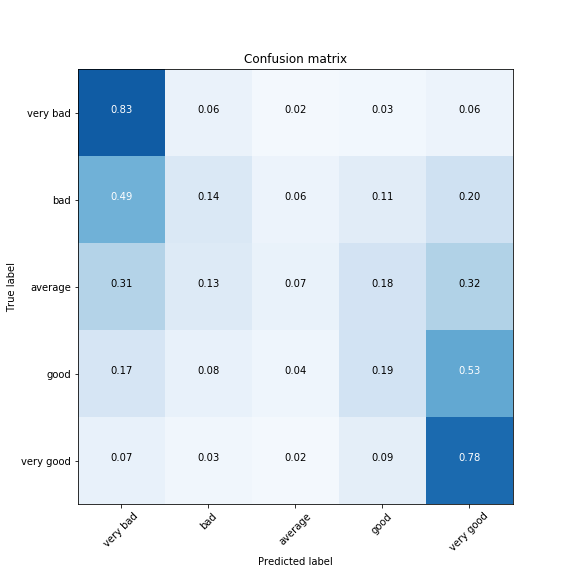 Confusion matrix
very bad 0.83 0.06 0.02 0.03 0.06
bad 0.49 0.14 0.06 0.11 0.20
average 0.31 0.13 0.07 0.18 0.32
good 0.17 0.08 0.04 0.19 0.53
very good 0.07 0.03 0.02 0.09 0.78
True label
very bad bad average good very good
Predicted label